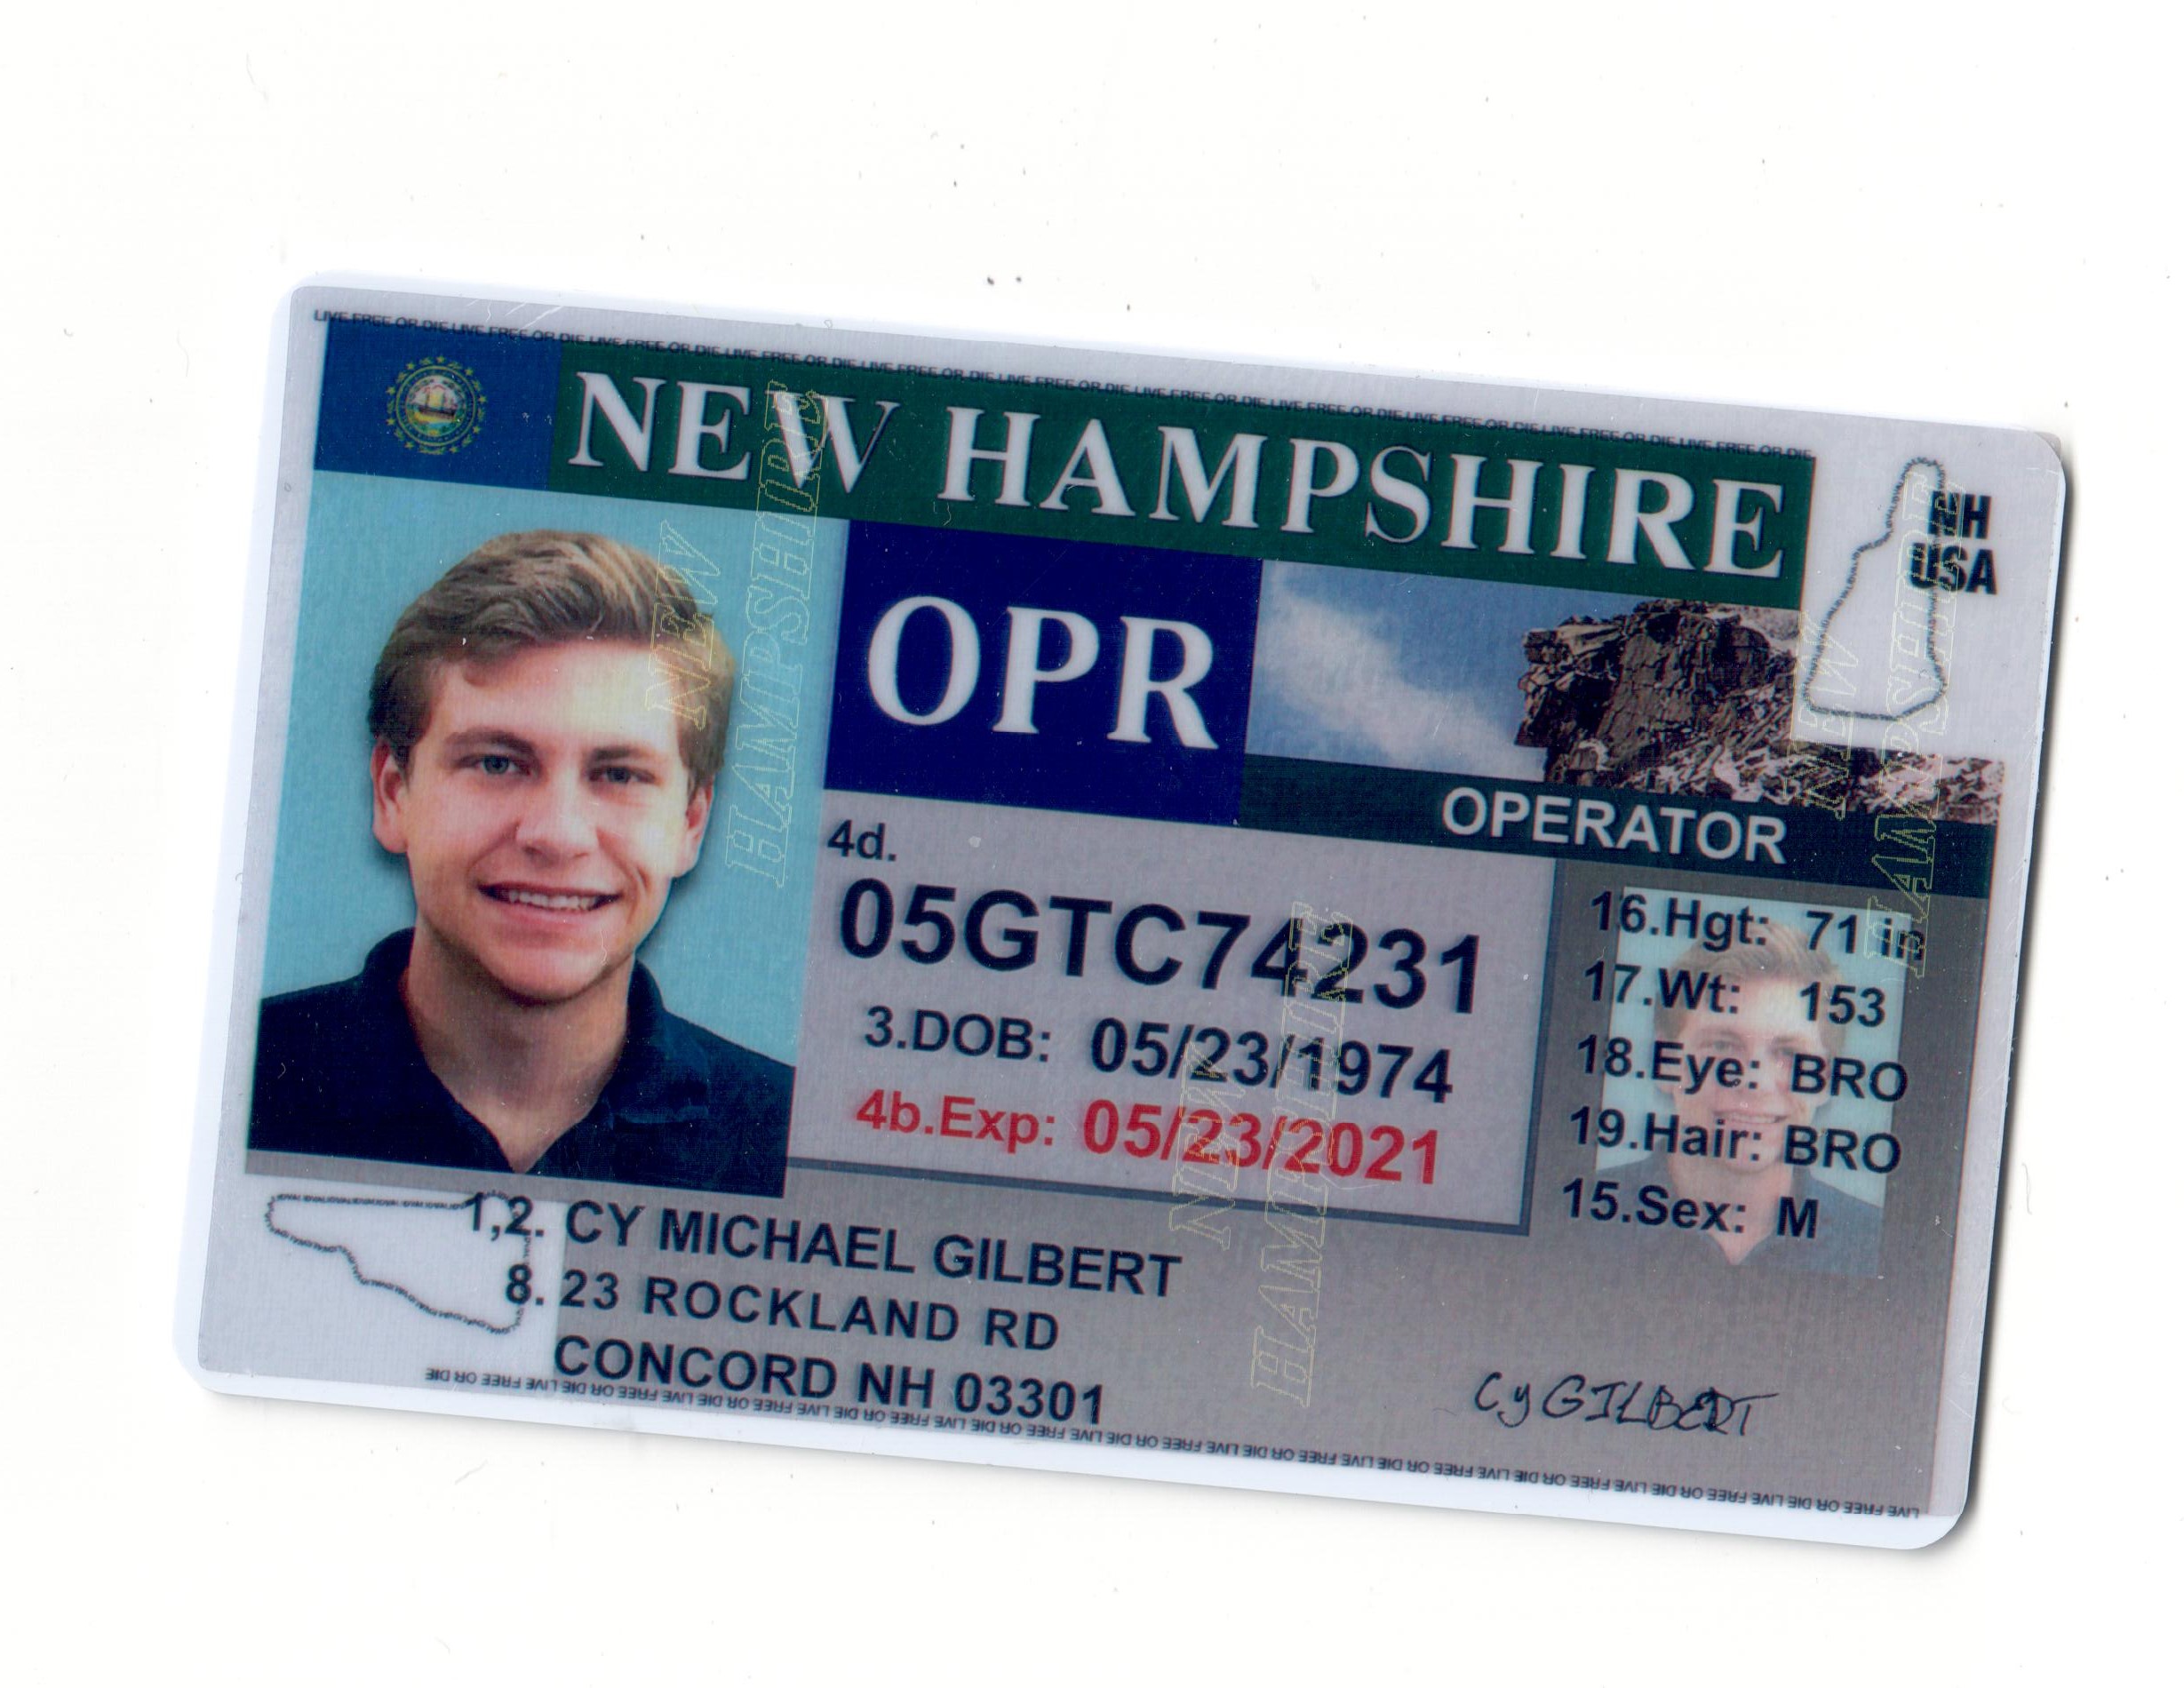 LIVE FREE OR DIE LIVE FREE OR DIE LIVE FREE OR DIE LIVE FREE OR DIE LIVE FREE OR DIE LIVE FREE OR DIE LIVE FREE OR DIE LIVE FREE OR DIE LIVE FREE OR DIE LIVE FREE OR DIE LIVE FREE OR DIE
NEW HAMPSHIRE
NH
USA
OPR
OPERATOR
4d.
05GTC74231
3.DOB: 05/23/1974
4b.Exp: 05/23/2021
16.Hgt: 71 in
17.Wt: 153
18.Eye: BRO
19.Hair: BRO
15.Sex: M
1,2. CY MICHAEL GILBERT
8. 23 ROCKLAND RD
CONCORD NH 03301
Cy GILBERT
LIVE FREE OR DIE LIVE FREE OR DIE LIVE FREE OR DIE LIVE FREE OR DIE LIVE FREE OR DIE LIVE FREE OR DIE LIVE FREE OR DIE LIVE FREE OR DIE LIVE FREE OR DIE LIVE FREE OR DIE LIVE FREE OR DIE
NEW
HAMPSHIRE
NEW
HAMPSHIRE
NEW
HAMPSHIRE